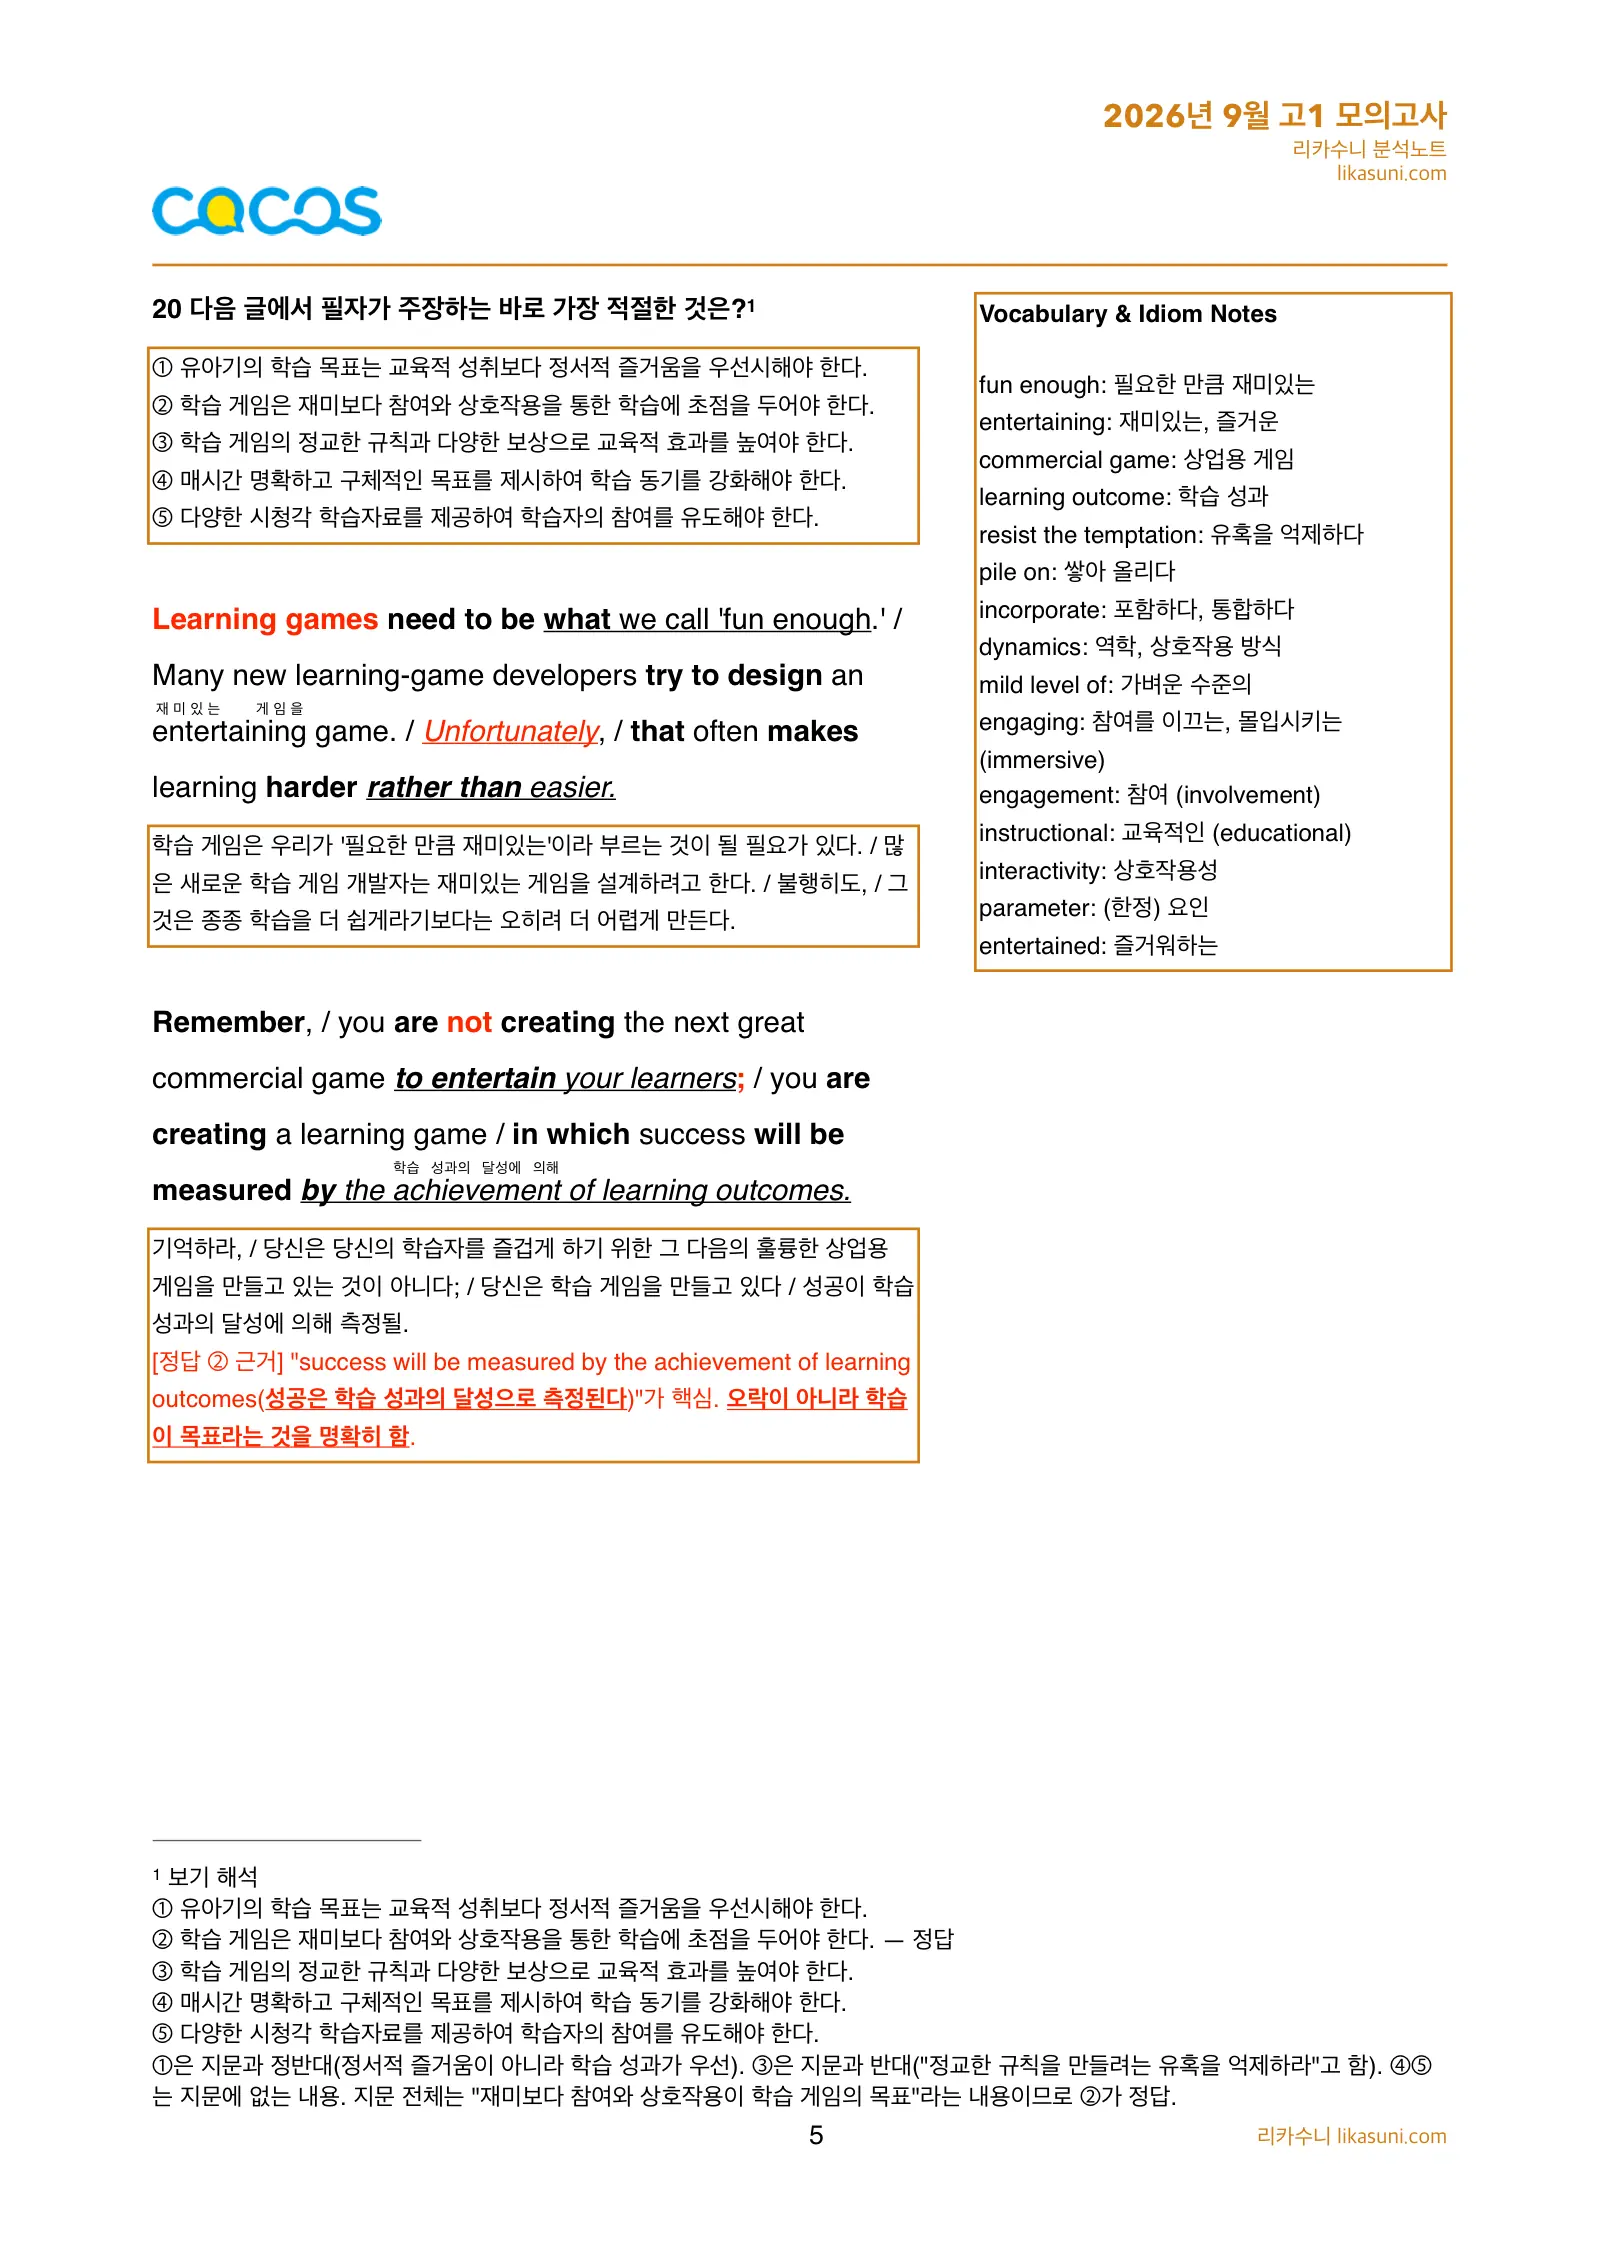 2026년 9월 고1 모의고사
리카수니 분석노트
likasuni.com
cacos
20 다음 글에서 필자가 주장하는 바로 가장 적절한 것은?¹
① 유아기의 학습 목표는 교육적 성취보다 정서적 즐거움을 우선시해야 한다.
② 학습 게임은 재미보다 참여와 상호작용을 통한 학습에 초점을 두어야 한다.
③ 학습 게임의 정교한 규칙과 다양한 보상으로 교육적 효과를 높여야 한다.
④ 매시간 명확하고 구체적인 목표를 제시하여 학습 동기를 강화해야 한다.
⑤ 다양한 시청각 학습자료를 제공하여 학습자의 참여를 유도해야 한다.
Learning games need to be what we call 'fun enough.' /
Many new learning-game developers try to design an
재미있는 게임을
entertaining game. / Unfortunately, / that often makes
learning harder rather than easier.
학습 게임은 우리가 '필요한 만큼 재미있는'이라 부르는 것이 될 필요가 있다. / 많
은 새로운 학습 게임 개발자는 재미있는 게임을 설계하려고 한다. / 불행히도, / 그
것은 종종 학습을 더 쉽게라기보다는 오히려 더 어렵게 만든다.
Remember, / you are not creating the next great
commercial game to entertain your learners; / you are
creating a learning game / in which success will be
학습 성과의 달성에 의해
measured by the achievement of learning outcomes.
기억하라, / 당신은 당신의 학습자를 즐겁게 하기 위한 그 다음의 훌륭한 상업용
게임을 만들고 있는 것이 아니다; / 당신은 학습 게임을 만들고 있다 / 성공이 학습
성과의 달성에 의해 측정될.
[정답 ② 근거] "success will be measured by the achievement of learning
outcomes(성공은 학습 성과의 달성으로 측정된다)"가 핵심. 오락이 아니라 학습
이 목표라는 것을 명확히 함.
Vocabulary & Idiom Notes
fun enough: 필요한 만큼 재미있는
entertaining: 재미있는, 즐거운
commercial game: 상업용 게임
learning outcome: 학습 성과
resist the temptation: 유혹을 억제하다
pile on: 쌓아 올리다
incorporate: 포함하다, 통합하다
dynamics: 역학, 상호작용 방식
mild level of: 가벼운 수준의
engaging: 참여를 이끄는, 몰입시키는
(immersive)
engagement: 참여 (involvement)
instructional: 교육적인 (educational)
interactivity: 상호작용성
parameter: (한정) 요인
entertained: 즐거워하는
¹ 보기 해석
① 유아기의 학습 목표는 교육적 성취보다 정서적 즐거움을 우선시해야 한다.
② 학습 게임은 재미보다 참여와 상호작용을 통한 학습에 초점을 두어야 한다. — 정답
③ 학습 게임의 정교한 규칙과 다양한 보상으로 교육적 효과를 높여야 한다.
④ 매시간 명확하고 구체적인 목표를 제시하여 학습 동기를 강화해야 한다.
⑤ 다양한 시청각 학습자료를 제공하여 학습자의 참여를 유도해야 한다.
①은 지문과 정반대(정서적 즐거움이 아니라 학습 성과가 우선). ③은 지문과 반대("정교한 규칙을 만들려는 유혹을 억제하라"고 함). ④⑤
는 지문에 없는 내용. 지문 전체는 "재미보다 참여와 상호작용이 학습 게임의 목표"라는 내용이므로 ②가 정답.
5
리카수니 likasuni.com